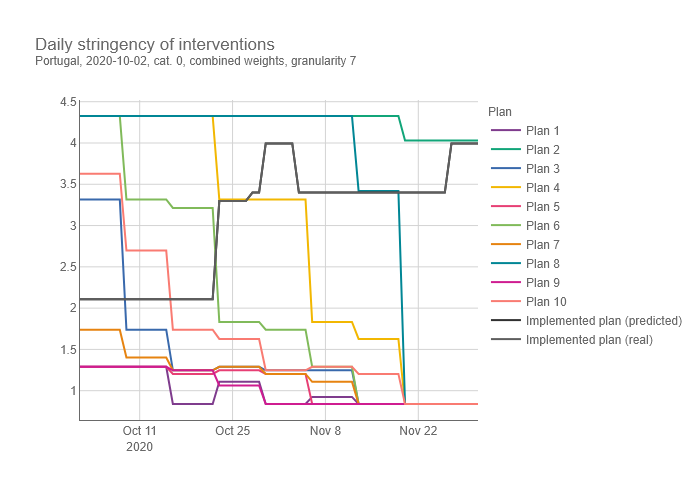 Daily stringency of interventions
Portugal, 2020-10-02, cat. 0, combined weights, granularity 7
4.5
4
3.5
3
2.5
2
1.5
1
Oct 11
2020
Oct 25
Nov 8
Nov 22
Plan
Plan 1
Plan 2
Plan 3
Plan 4
Plan 5
Plan 6
Plan 7
Plan 8
Plan 9
Plan 10
Implemented plan (predicted)
Implemented plan (real)